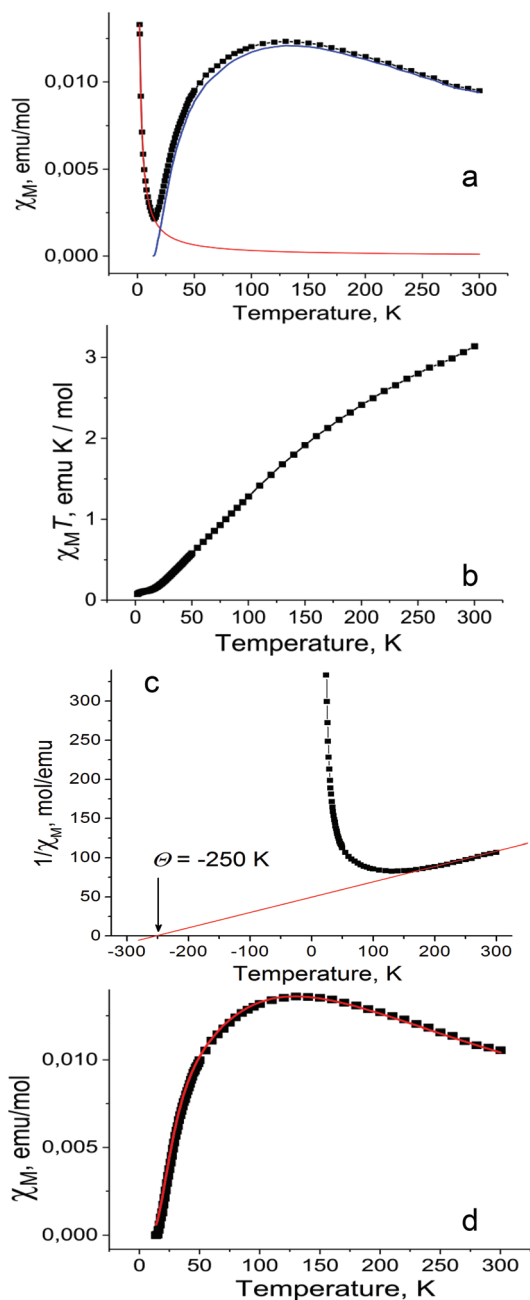 χM, emu/mol
0,010
0,005
0,000
a
0 50 100 150 200 250 300
Temperature, K
χMT, emu K / mol
3
2
1
0
b
0 50 100 150 200 250 300
Temperature, K
c
1/χM, mol/emu
300
250
200
150
100
50
0
Θ = -250 K
-300 -200 -100 0 100 200 300
Temperature, K
χM, emu/mol
0,010
0,005
0,000
d
0 50 100 150 200 250 300
Temperature, K